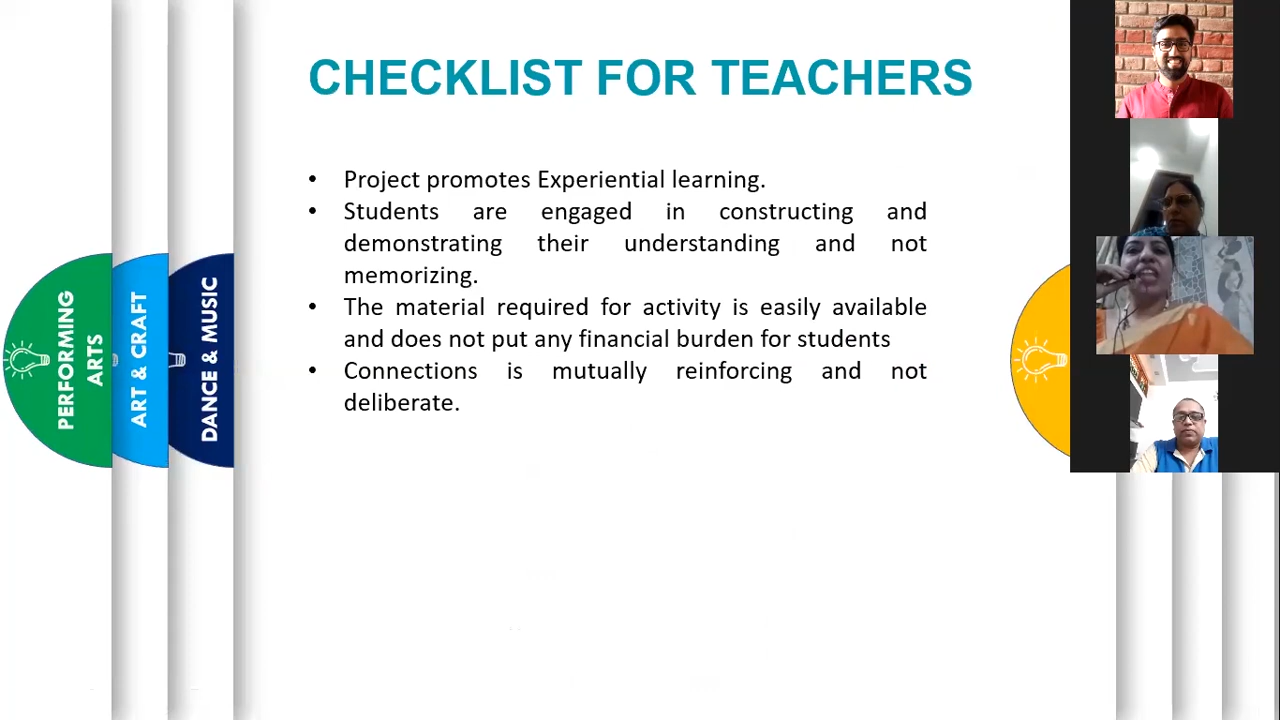 CHECKLIST FOR TEACHERS
• Project promotes Experiential learning.
• Students are engaged in constructing and
demonstrating their understanding and not
memorizing.
• The material required for activity is easily available
and does not put any financial burden for students
• Connections is mutually reinforcing and not
deliberate.
PERFORMING
ARTS
ART & CRAFT
DANCE & MUSIC